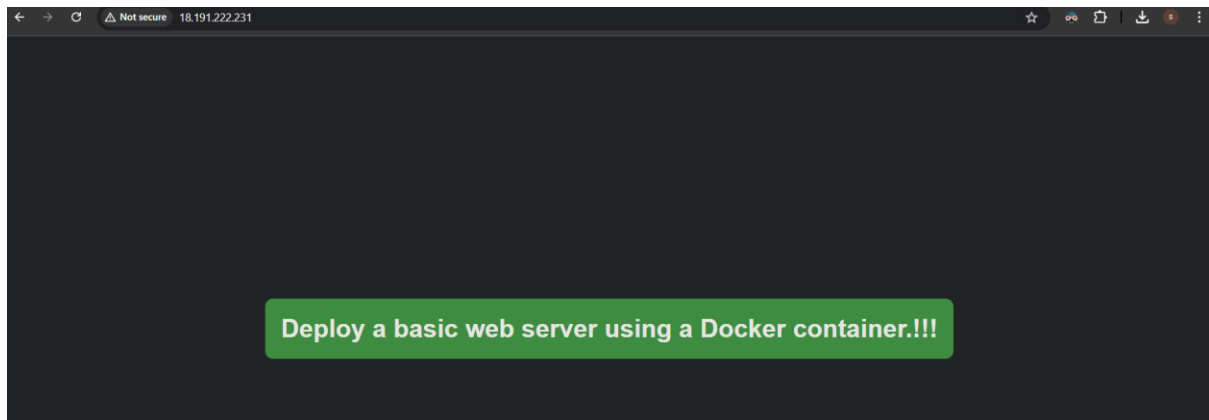 Not secure 18.191.222.231
Deploy a basic web server using a Docker container.!!!